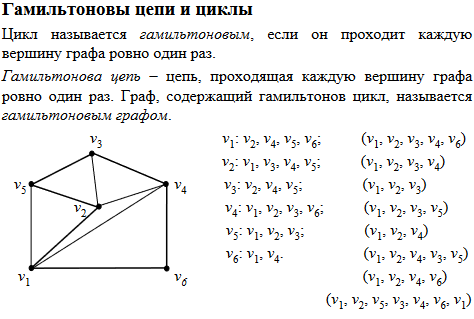 Гамильтоновы цепи и циклы
Цикл называется гамильтоновым, если он проходит каждую
вершину графа ровно один раз.
Гамильтонова цепь – цепь, проходящая каждую вершину графа
ровно один раз. Граф, содержащий гамильтонов цикл, называется
гамильтоновым графом.
v3
v5
v4
v2
v1
v6
v1: v2, v4, v5, v6; (v1, v2, v3, v4, v6)
v2: v1, v3, v4, v5; (v1, v2, v3, v4)
v3: v2, v4, v5; (v1, v2, v3)
v4: v1, v2, v3, v6; (v1, v2, v3, v5)
v5: v1, v2, v3; (v1, v2, v4)
v6: v1, v4. (v1, v2, v4, v3, v5)
(v1, v2, v4, v6)
(v1, v2, v5, v3, v4, v6, v1)